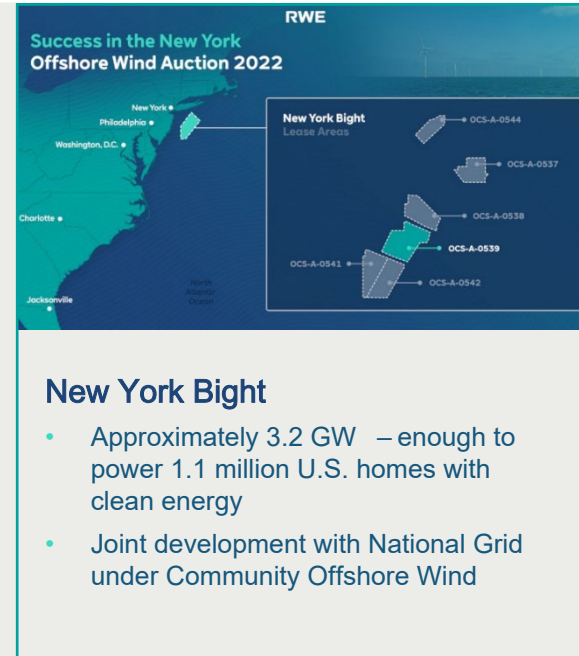 RWE
Success in the New York
Offshore Wind Auction 2022
New York
Philadelphia
Washington, D.C.
Charlotte
Jacksonville
North
Atlantic
Ocean
New York Bight
Lease Areas
OCS-A-0544
OCS-A-0537
OCS-A-0538
OCS-A-0539
OCS-A-0541
OCS-A-0542
New York Bight
• Approximately 3.2 GW – enough to
power 1.1 million U.S. homes with
clean energy
• Joint development with National Grid
under Community Offshore Wind